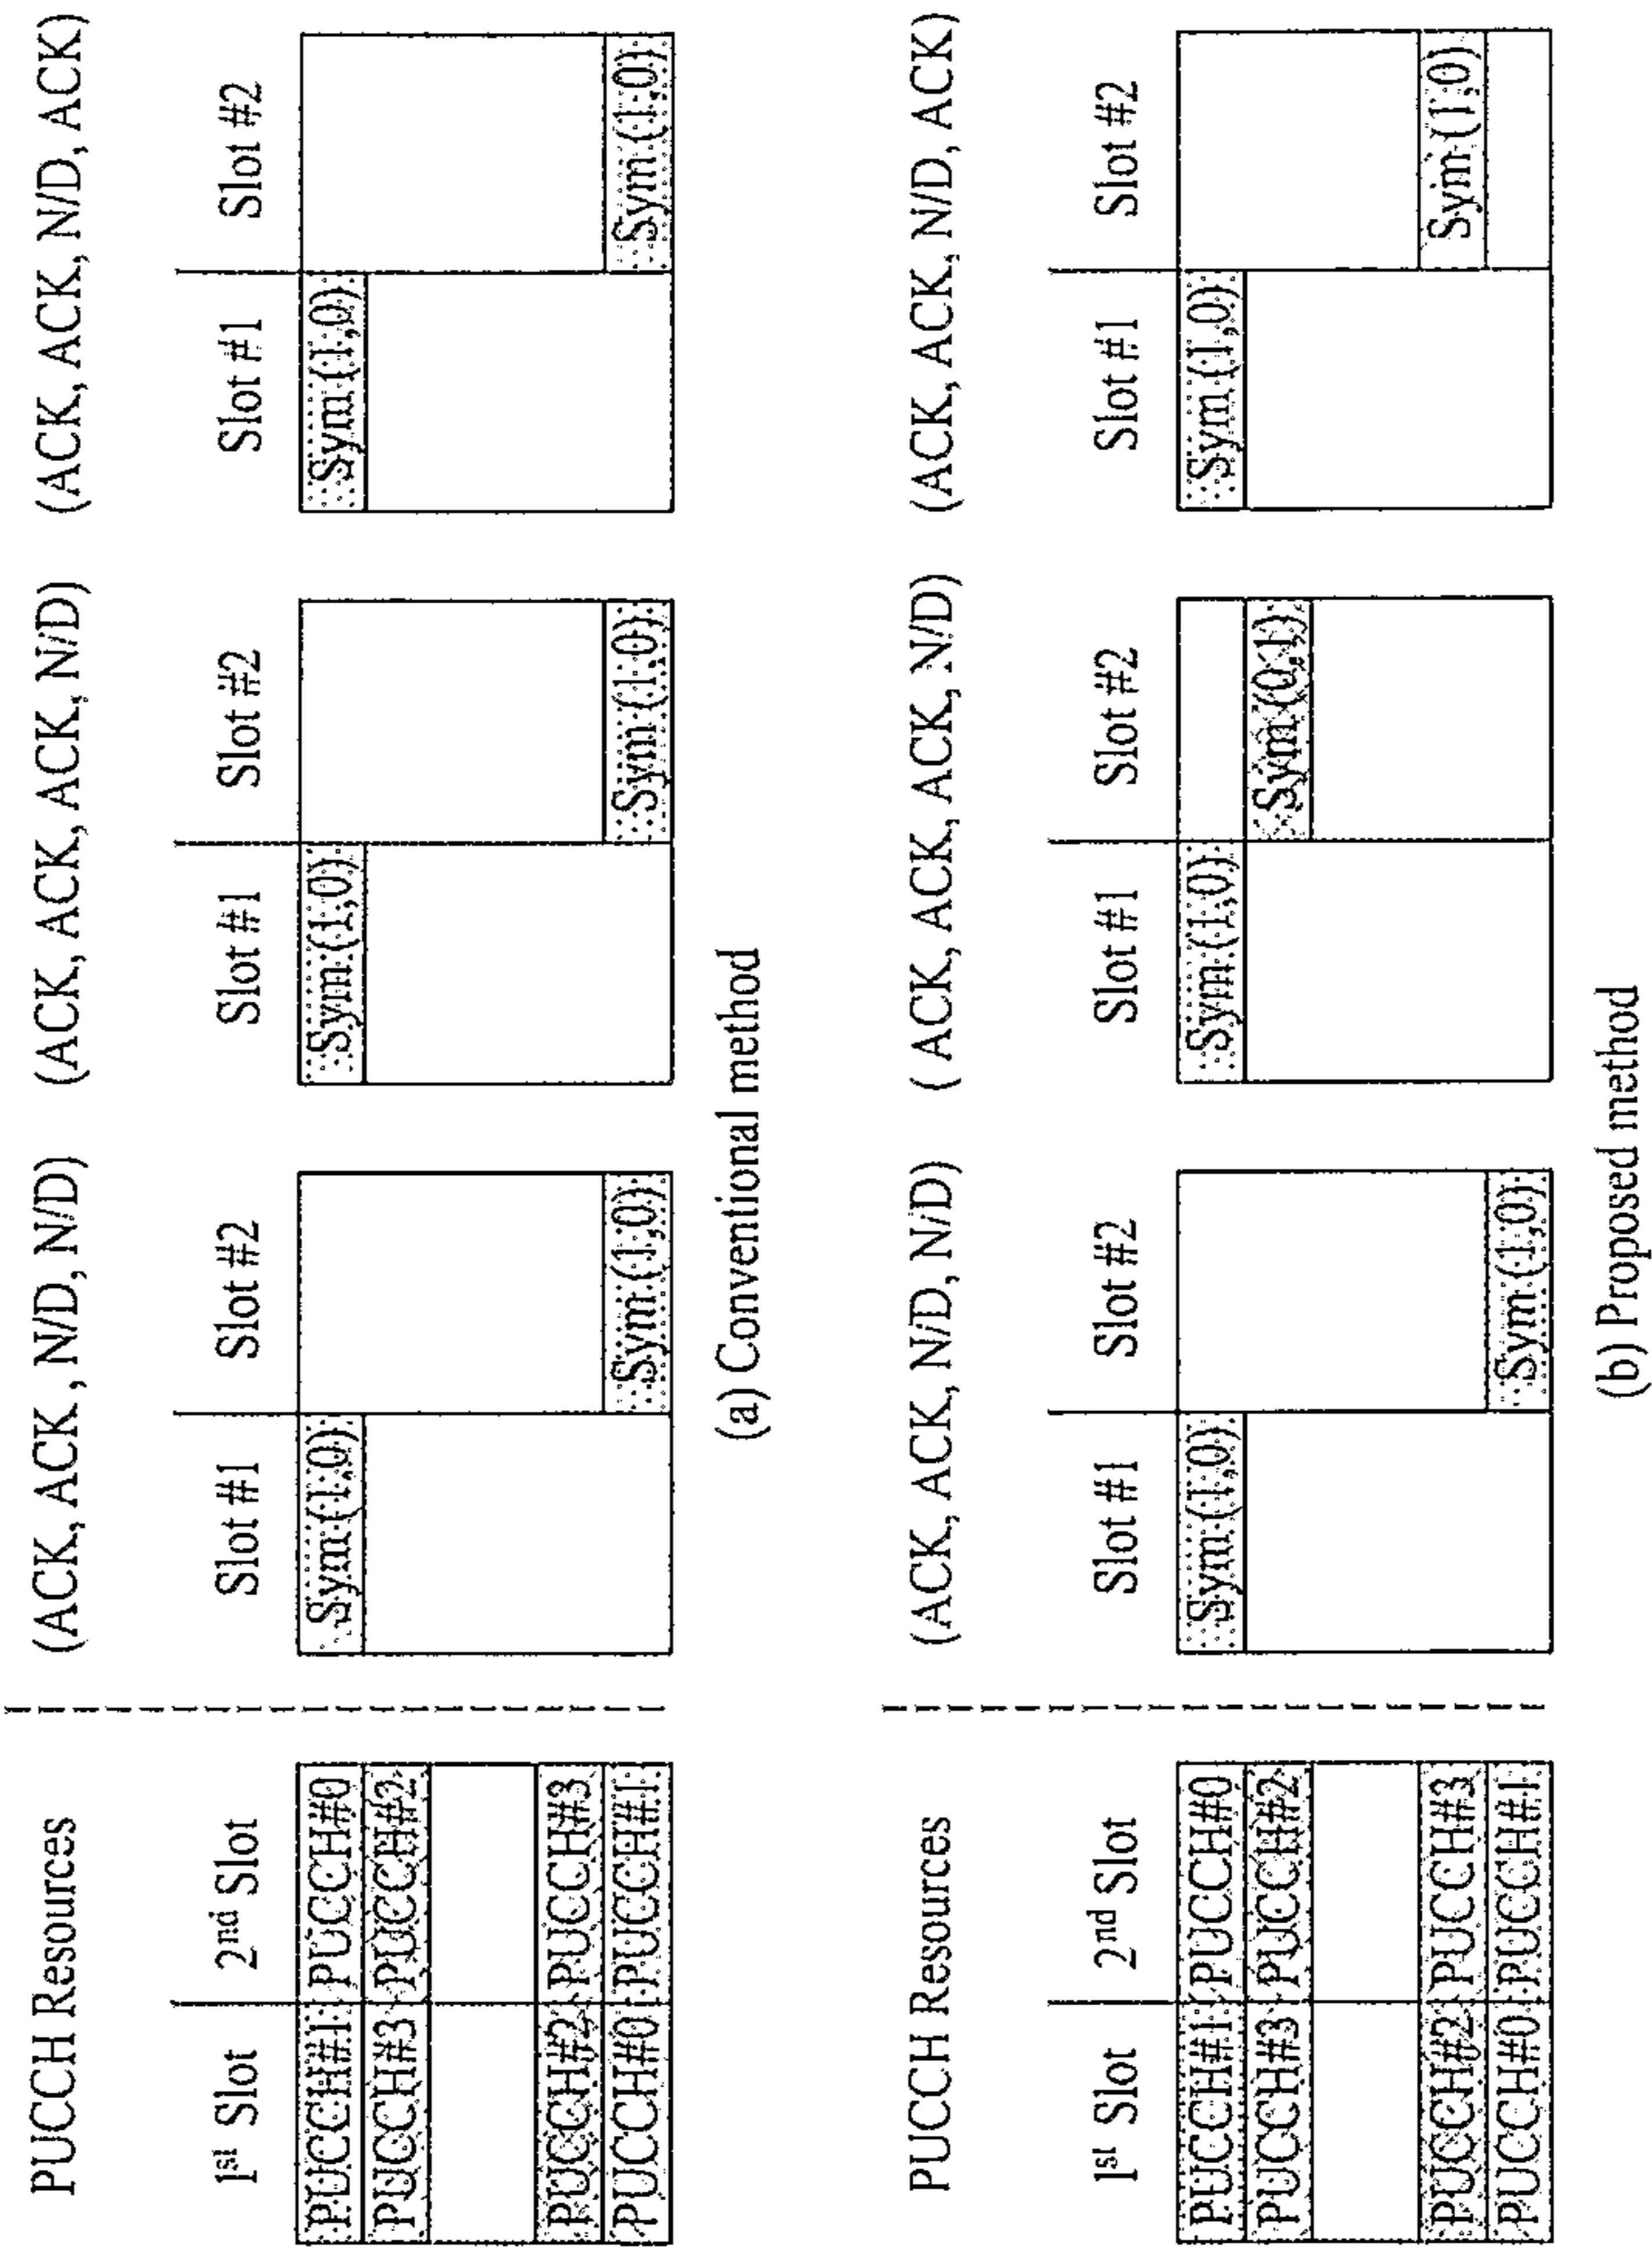 PUCCH Resources (ACK, ACK, N/D, N/D) (ACK, ACK, ACK, N/D) (ACK, ACK, N/D, ACK)
1st Slot 2nd Slot Slot #1 Slot #2 Slot #1 Slot #2 Slot #1 Slot #2
PUCCH#1 PUCCH#0 Sym (1,0) Sym (1,0) Sym (1,0)
PUCCH#3 PUCCH#2
PUCCH#2 PUCCH#3
PUCCH#0 PUCCH#1 Sym (1,0) Sym (1,0) Sym (1,0)
(a) Conventional method
PUCCH Resources (ACK, ACK, N/D, N/D) ( ACK, ACK, ACK, N/D) (ACK, ACK, N/D, ACK)
1st Slot 2nd Slot Slot #1 Slot #2 Slot #1 Slot #2 Slot #1 Slot #2
PUCCH#1 PUCCH#0 Sym (1,0) Sym (1,0) Sym (1,0)
PUCCH#3 PUCCH#2 Sym (0,1)
PUCCH#2 PUCCH#3 Sym (1,0)
PUCCH#0 PUCCH#1 Sym (1,0)
(b) Proposed method